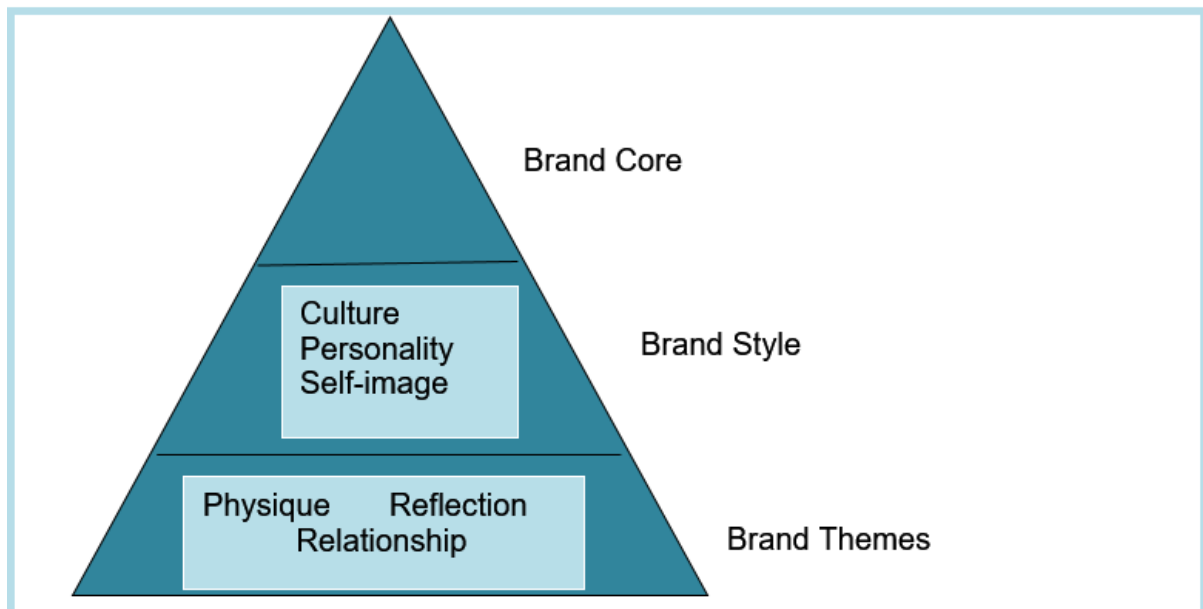 Brand Core
Culture
Personality
Self-image
Brand Style
Physique Reflection
Relationship
Brand Themes